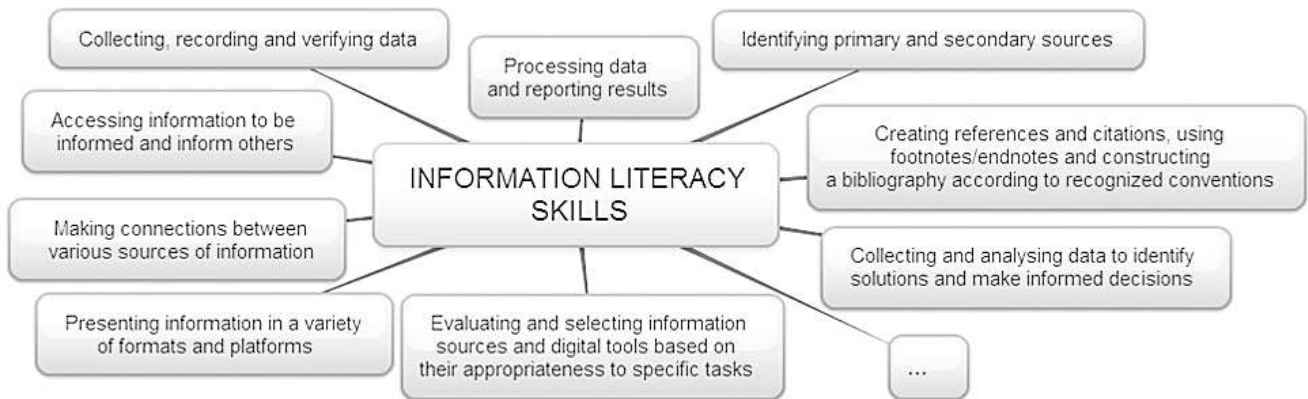 Collecting, recording and verifying data
Processing data
and reporting results
Identifying primary and secondary sources
Accessing information to be
informed and inform others
INFORMATION LITERACY
SKILLS
Creating references and citations, using
footnotes/endnotes and constructing
a bibliography according to recognized conventions
Making connections between
various sources of information
Collecting and analysing data to identify
solutions and make informed decisions
Presenting information in a variety
of formats and platforms
Evaluating and selecting information
sources and digital tools based on
their appropriateness to specific tasks
...